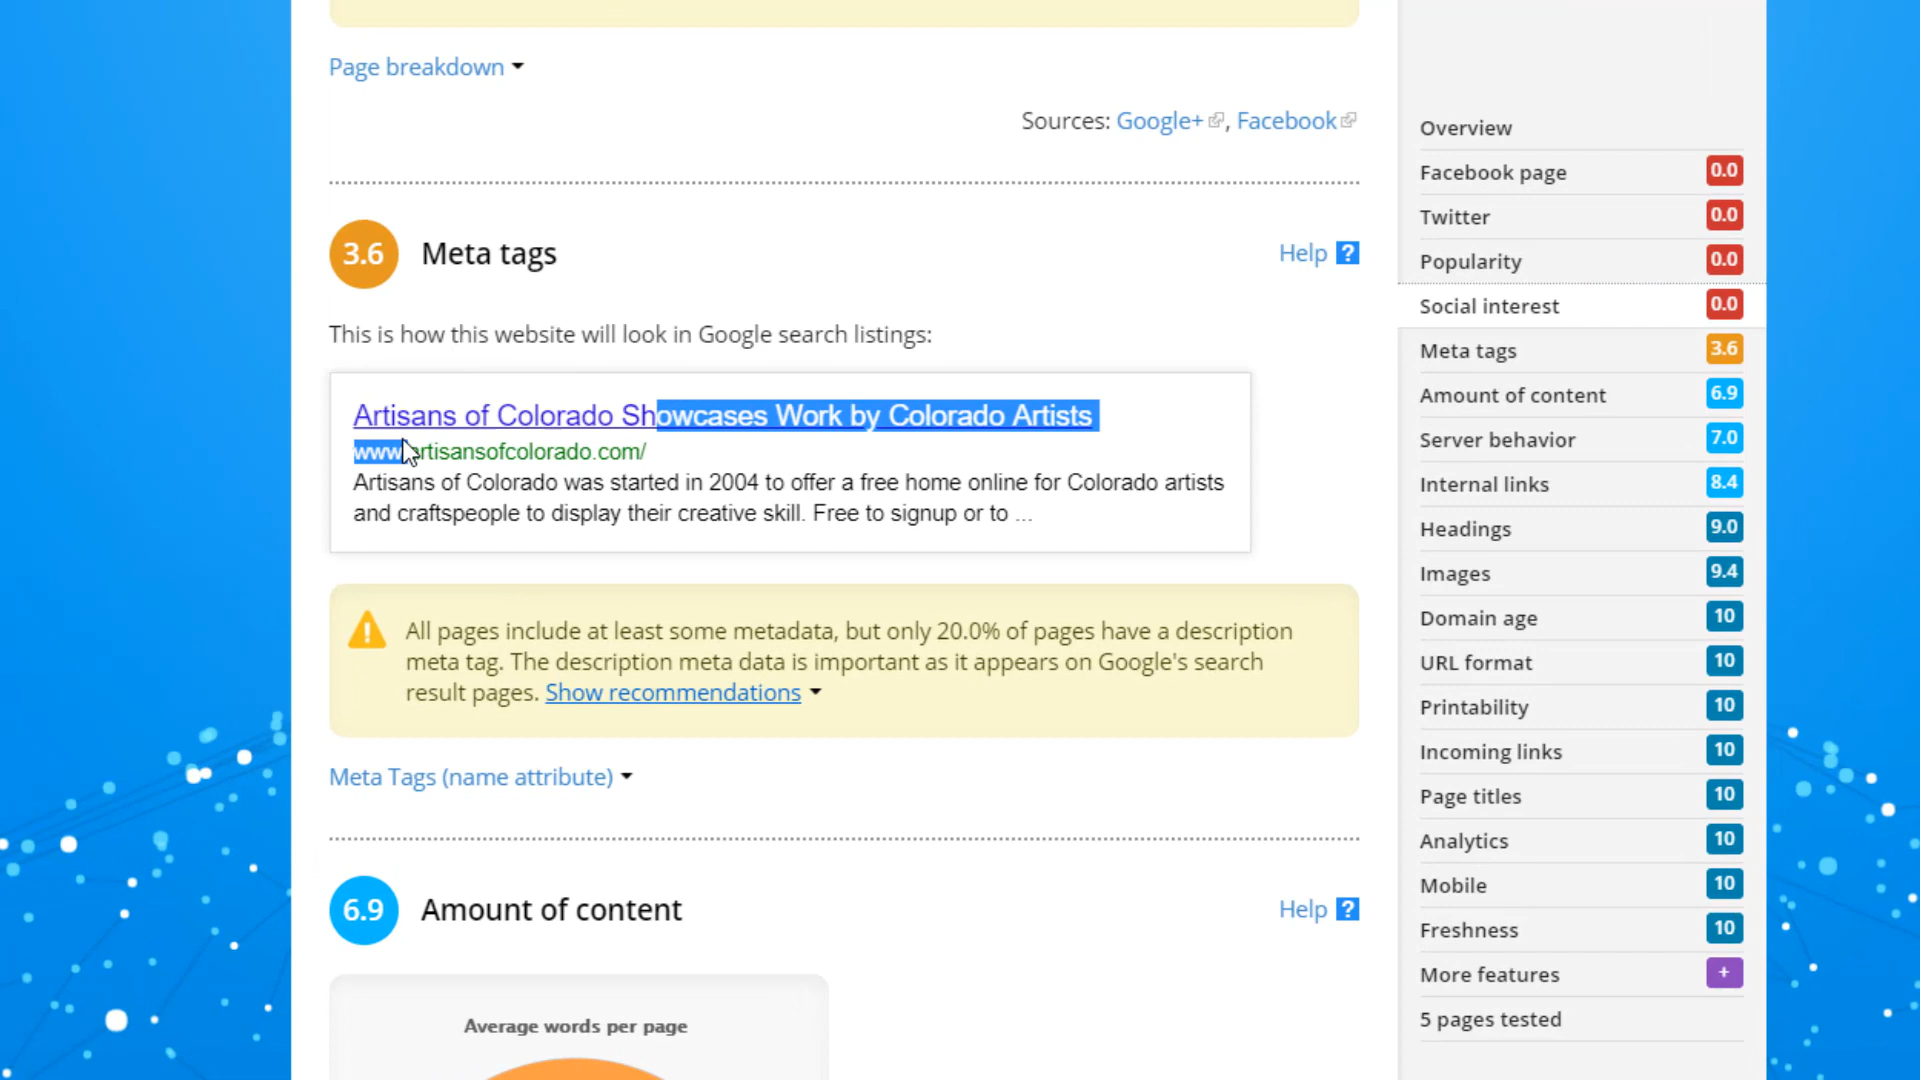 Page breakdown
Sources: Google+, Facebook
3.6 Meta tags
Help ?
This is how this website will look in Google search listings:
Artisans of Colorado Showcases Work by Colorado Artists
www.artisansofcolorado.com/
Artisans of Colorado was started in 2004 to offer a free home online for Colorado artists
and craftspeople to display their creative skill. Free to signup or to ...
All pages include at least some metadata, but only 20.0% of pages have a description
meta tag. The description meta data is important as it appears on Google's search
result pages. Show recommendations
Meta Tags (name attribute)
6.9 Amount of content
Help ?
Average words per page
Overview
Facebook page 0.0
Twitter 0.0
Popularity 0.0
Social interest 0.0
Meta tags 3.6
Amount of content 6.9
Server behavior 7.0
Internal links 8.4
Headings 9.0
Images 9.4
Domain age 10
URL format 10
Printability 10
Incoming links 10
Page titles 10
Analytics 10
Mobile 10
Freshness 10
More features +
5 pages tested